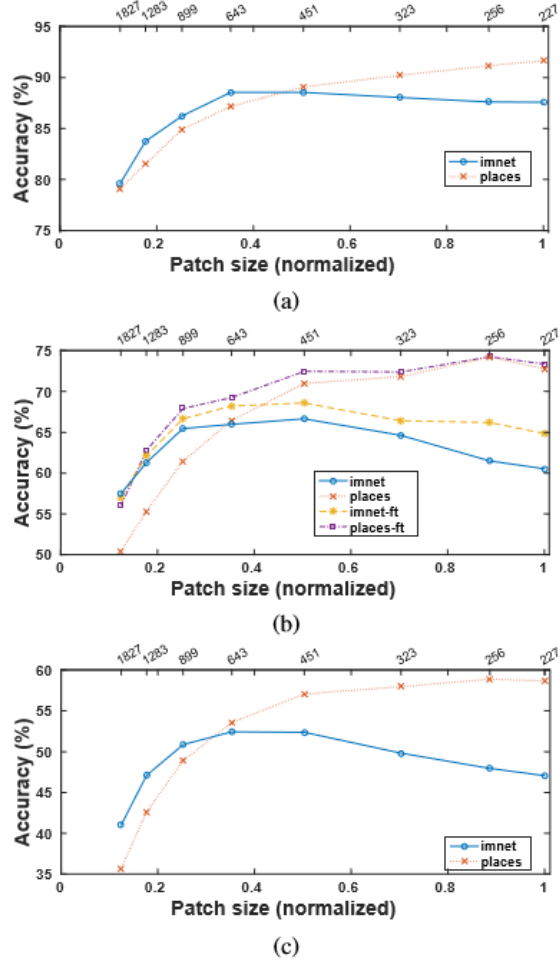 1827 1283 899 643 451 323 256 227
95
90
85
80
75
Accuracy (%)
imnet
places
0 0.2 0.4 0.6 0.8 1
Patch size (normalized)
(a)
1827 1283 899 643 451 323 256 227
75
70
65
60
55
50
Accuracy (%)
imnet
places
imnet-ft
places-ft
0 0.2 0.4 0.6 0.8 1
Patch size (normalized)
(b)
1827 1283 899 643 451 323 256 227
60
55
50
45
40
35
Accuracy (%)
imnet
places
0 0.2 0.4 0.6 0.8 1
Patch size (normalized)
(c)